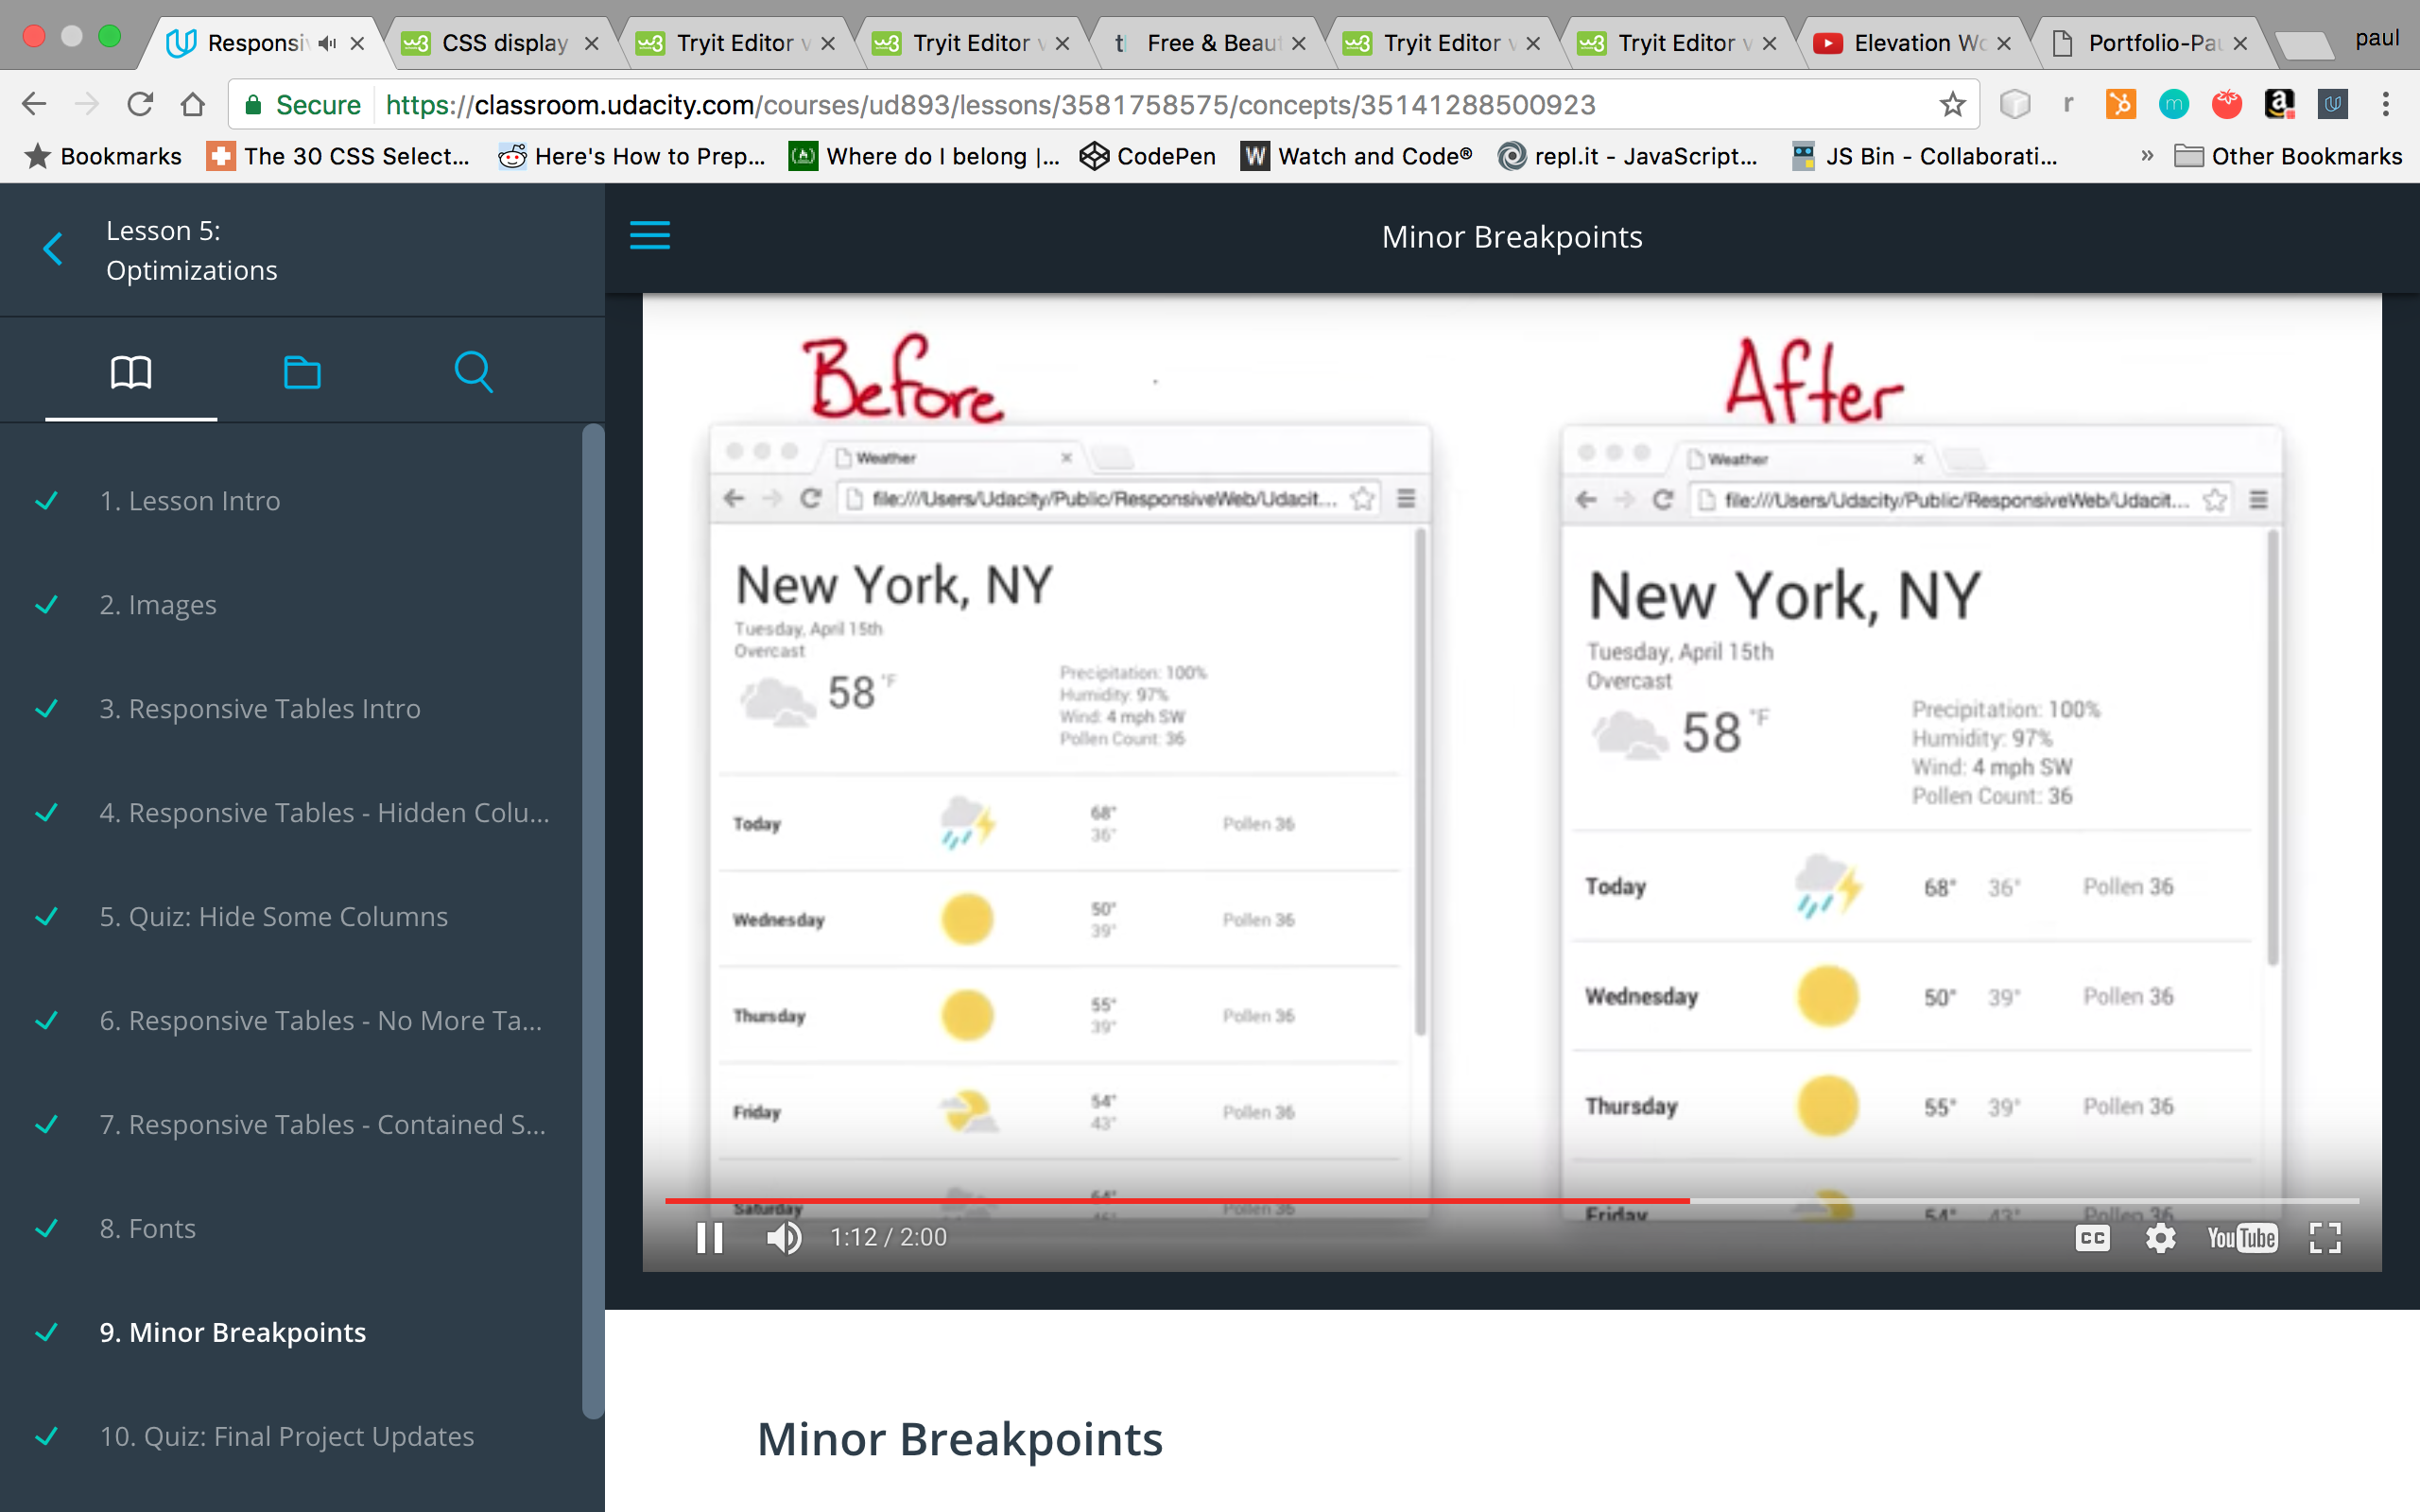 Responsi
CSS display
Tryit Editor v
Tryit Editor v
Free & Beau
Tryit Editor v
Tryit Editor v
Elevation Wo
Portfolio-Pau
paul
Secure
https://classroom.udacity.com/courses/ud893/lessons/3581758575/concepts/35141288500923
Bookmarks
The 30 CSS Select...
Here's How to Prep...
Where do I belong |...
CodePen
Watch and Code®
repl.it - JavaScript...
JS Bin - Collaborati...
»
Other Bookmarks
Lesson 5:
Optimizations
1. Lesson Intro
2. Images
3. Responsive Tables Intro
4. Responsive Tables - Hidden Colu...
5. Quiz: Hide Some Columns
6. Responsive Tables - No More Ta...
7. Responsive Tables - Contained S...
8. Fonts
9. Minor Breakpoints
10. Quiz: Final Project Updates
Minor Breakpoints
Before
Weather
file:///Users/Udacity/Public/ResponsiveWeb/Udacit...
New York, NY
Tuesday, April 15th
Overcast
58 °F
Precipitation: 100%
Humidity: 97%
Wind: 4 mph SW
Pollen Count: 36
Today 68° 36° Pollen 36
Wednesday 50° 39° Pollen 36
Thursday 55° 39° Pollen 36
Friday 54° 43° Pollen 36
Saturday 64° Pollen 36
After
Weather
file:///Users/Udacity/Public/ResponsiveWeb/Udacit...
New York, NY
Tuesday, April 15th
Overcast
58 °F
Precipitation: 100%
Humidity: 97%
Wind: 4 mph SW
Pollen Count: 36
Today 68° 36° Pollen 36
Wednesday 50° 39° Pollen 36
Thursday 55° 39° Pollen 36
Friday 54° 43° Pollen 36
1:12 / 2:00
CC
YouTube
Minor Breakpoints